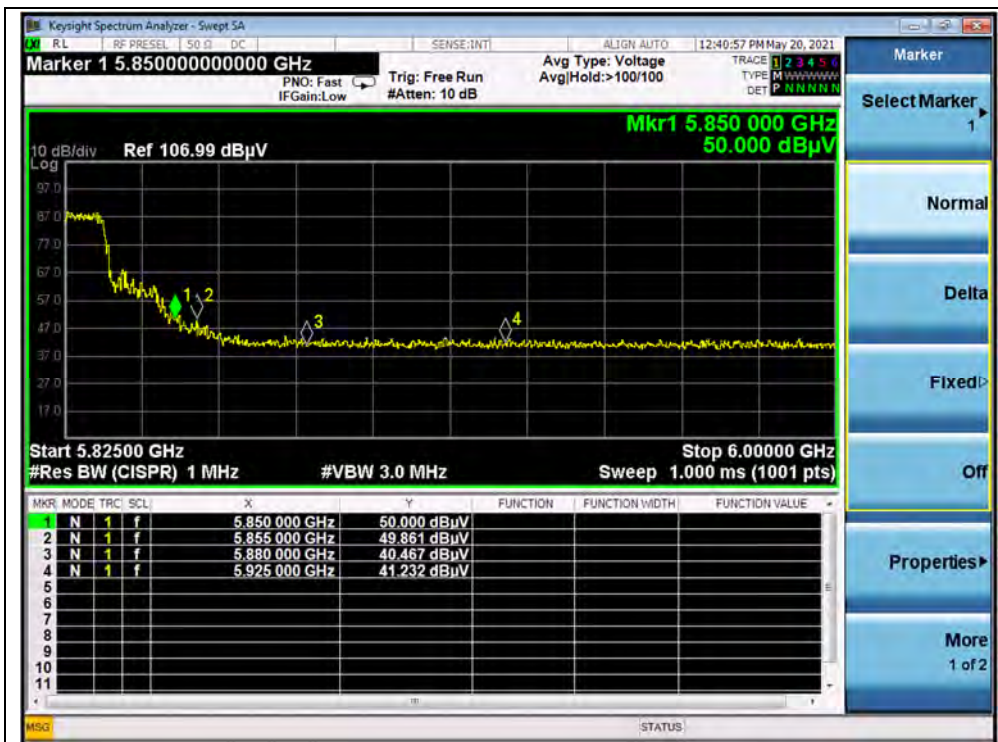 Keysight Spectrum Analyzer - Swept SA
LXI RL RF PRESEL 50 Ω DC SENSE:INT ALIGN AUTO 12:40:57 PM May 20, 2021
Marker 1 5.850000000000 GHz
PNO: Fast
IFGain:Low
Trig: Free Run
#Atten: 10 dB
Avg Type: Voltage
Avg|Hold:>100/100
TRACE 1 2 3 4 5 6
TYPE M WWWWW
DET P N N N N N
Mkr1 5.850 000 GHz
50.000 dBµV
10 dB/div Ref 106.99 dBµV
Log
97.0
87.0
77.0
67.0
57.0
47.0
37.0
27.0
17.0
1
2
3
4
Start 5.82500 GHz Stop 6.00000 GHz
#Res BW (CISPR) 1 MHz #VBW 3.0 MHz Sweep 1.000 ms (1001 pts)
MKR MODE TRC SCL X Y FUNCTION FUNCTION WIDTH FUNCTION VALUE
1 N 1 f 5.850 000 GHz 50.000 dBµV
2 N 1 f 5.855 000 GHz 49.861 dBµV
3 N 1 f 5.880 000 GHz 40.467 dBµV
4 N 1 f 5.925 000 GHz 41.232 dBµV
5
6
7
8
9
10
11
MSG STATUS
Marker
Select Marker
1
Normal
Delta
Fixed
Off
Properties
More
1 of 2